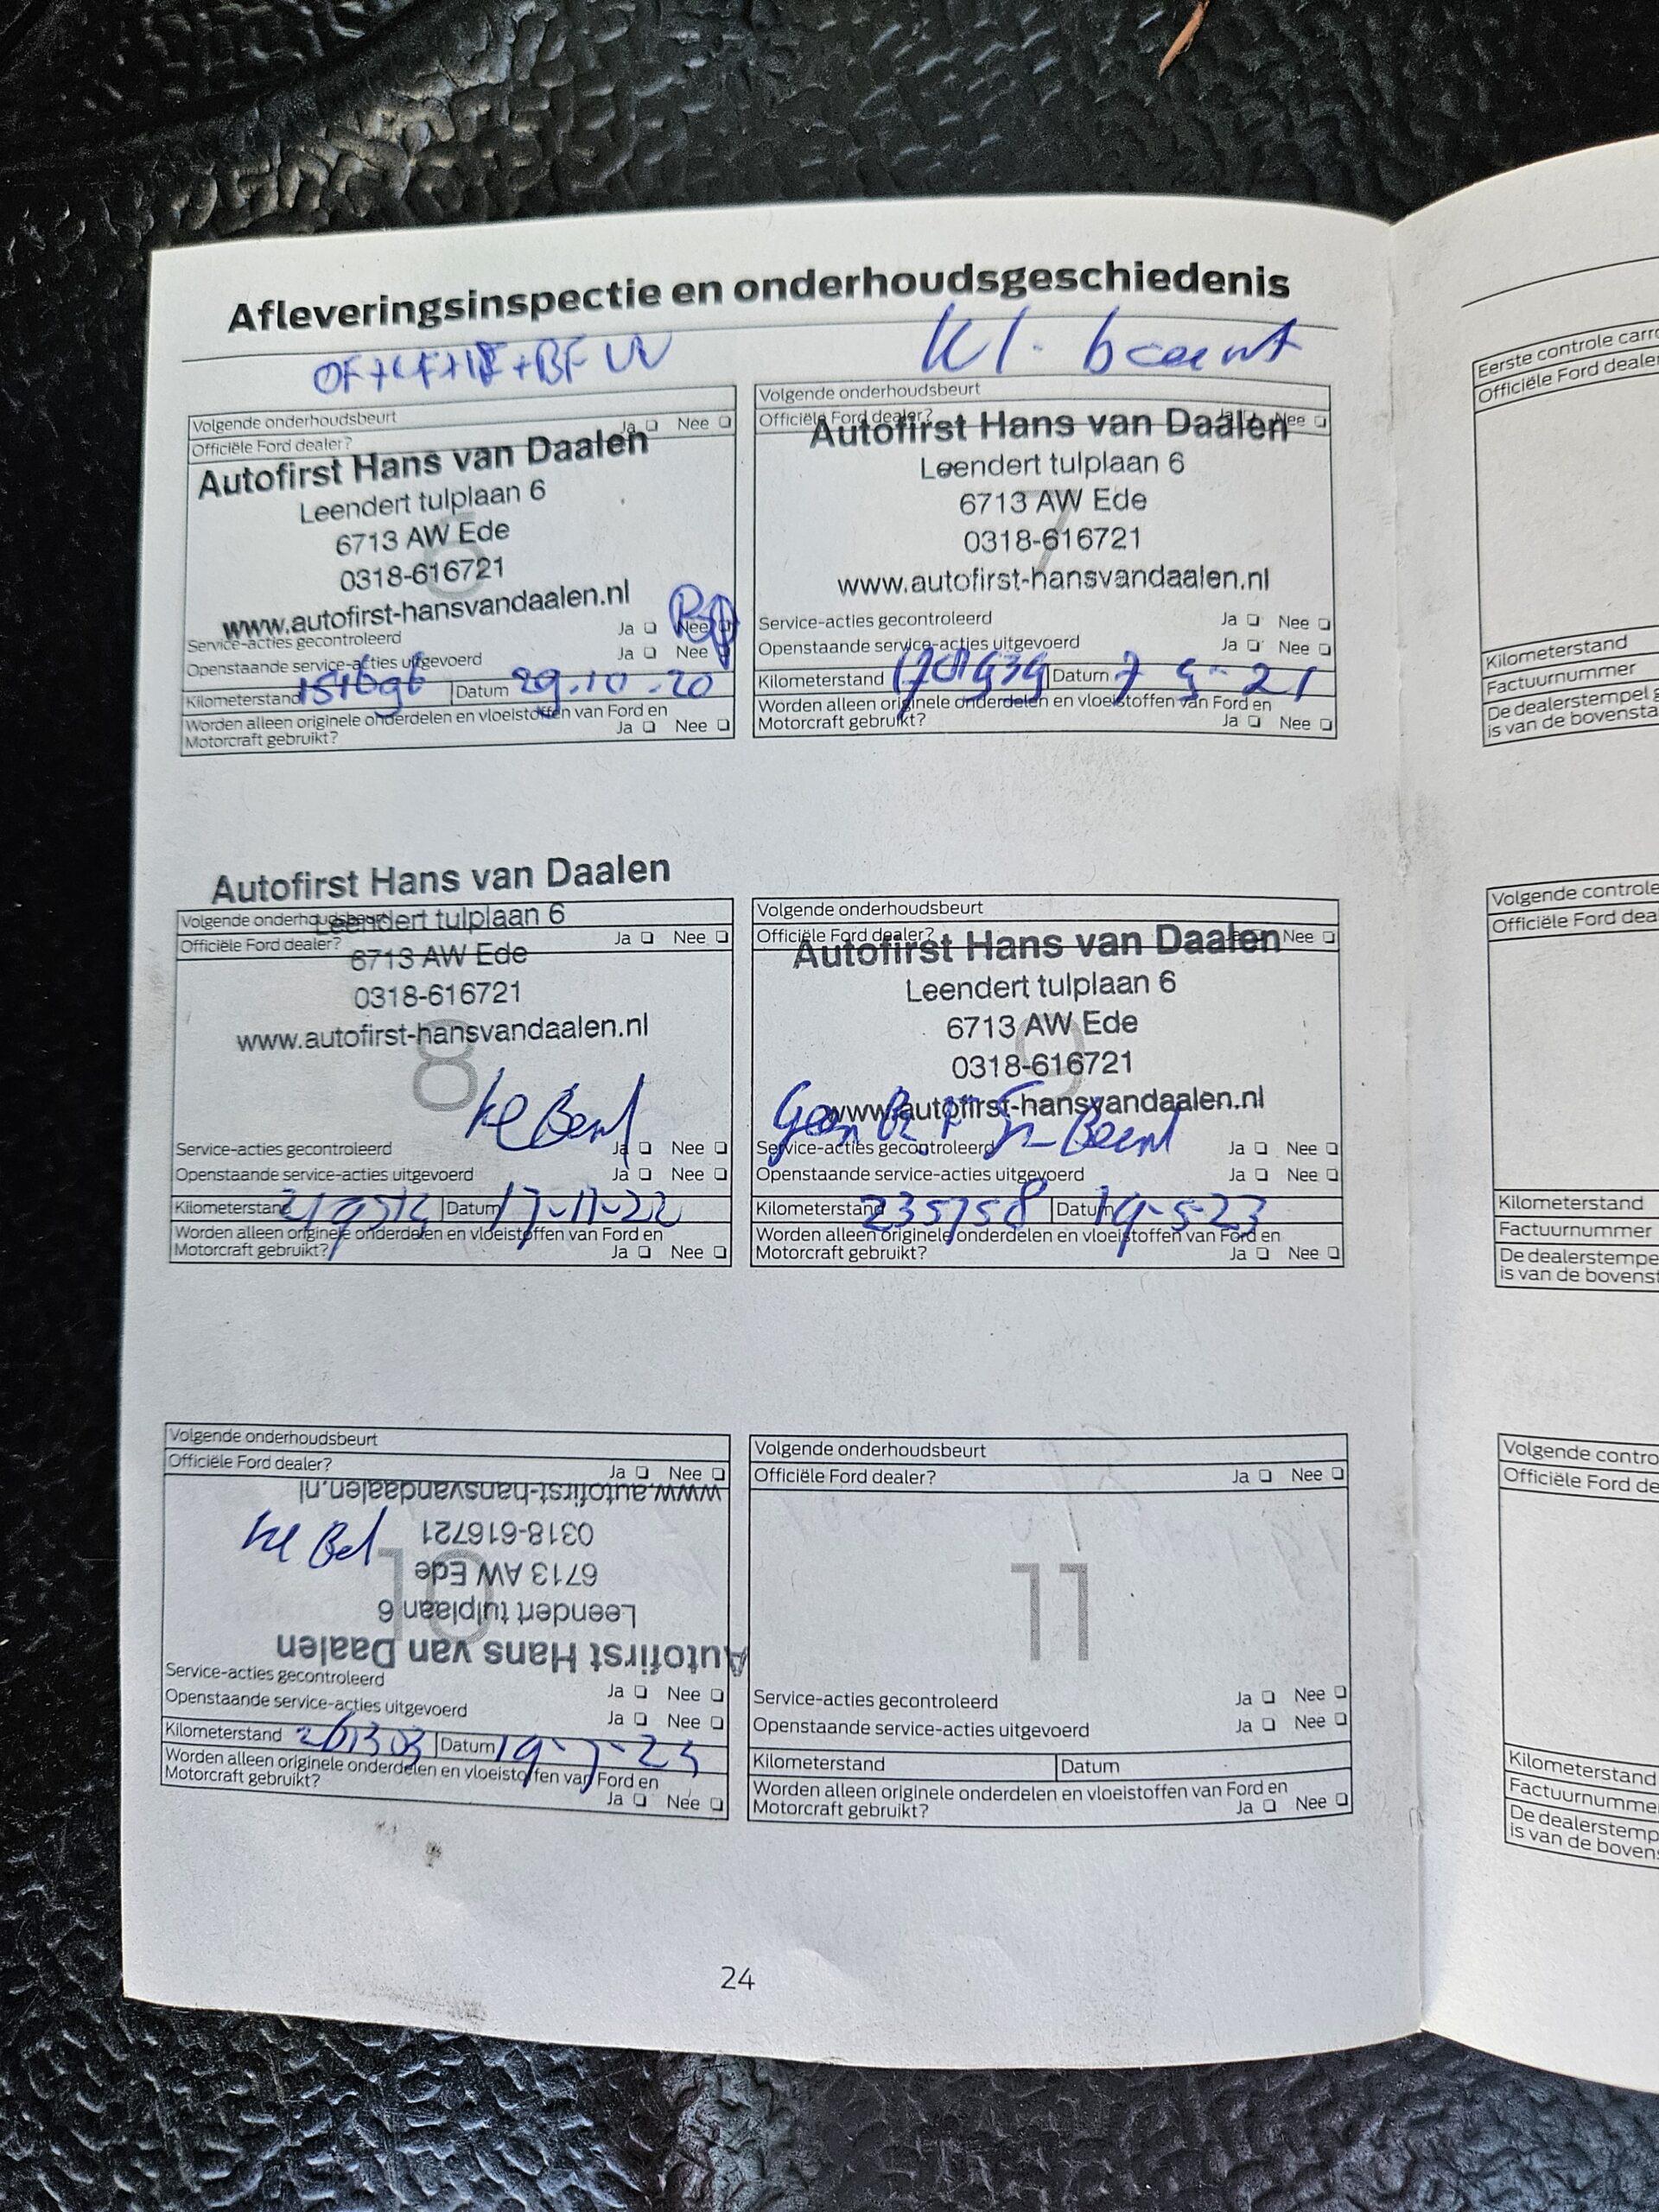 Afleveringsinspectie en onderhoudsgeschiedenis
OF+LF+IF+BF VV
Kl. beurt
Volgende onderhoudsbeurt
Officiële Ford dealer? Ja Nee
Autofirst Hans van Daalen
Leendert tulplaan 6
6713 AW Ede
0318-616721
www.autofirst-hansvandaalen.nl
Service-acties gecontroleerd Ja Nee
Openstaande service-acties uitgevoerd Ja Nee
Kilometerstand 151696 Datum 29-10-20
Worden alleen originele onderdelen en vloeistoffen van Ford en
Motorcraft gebruikt? Ja Nee
Volgende onderhoudsbeurt
Officiële Ford dealer? Ja Nee
Autofirst Hans van Daalen
Leendert tulplaan 6
6713 AW Ede
0318-616721
www.autofirst-hansvandaalen.nl
7
Service-acties gecontroleerd Ja Nee
Openstaande service-acties uitgevoerd Ja Nee
Kilometerstand Datum
Worden alleen originele onderdelen en vloeistoffen van Ford en
Motorcraft gebruikt? Ja Nee
Autofirst Hans van Daalen
Volgende onderhoudsbeurt
Leendert tulplaan 6
Officiële Ford dealer? Ja Nee
6713 AW Ede
0318-616721
www.autofirst-hansvandaalen.nl
8
Service-acties gecontroleerd Ja Nee
Openstaande service-acties uitgevoerd Ja Nee
Kilometerstand Datum 17-11-22
Worden alleen originele onderdelen en vloeistoffen van Ford en
Motorcraft gebruikt? Ja Nee
Volgende onderhoudsbeurt
Officiële Ford dealer? Nee
Autofirst Hans van Daalen
Leendert tulplaan 6
6713 AW Ede
9
0318-616721
www.autofirst-hansvandaalen.nl
Service-acties gecontroleerd Ja Nee
Openstaande service-acties uitgevoerd Ja Nee
Kilometerstand 235758 Datum 19-5-23
Worden alleen originele onderdelen en vloeistoffen van Ford en
Motorcraft gebruikt? Ja Nee
Volgende onderhoudsbeurt
Officiële Ford dealer? Ja Nee
www.autofirst-hansvandaalen.nl
0318-616721
6713 AW Ede
10
Leendert tulplaan 6
Autofirst Hans van Daalen
Service-acties gecontroleerd Ja Nee
Openstaande service-acties uitgevoerd Ja Nee
Kilometerstand 261303 Datum
Worden alleen originele onderdelen en vloeistoffen van Ford en
Motorcraft gebruikt? Ja Nee
Volgende onderhoudsbeurt
Officiële Ford dealer? Ja Nee
11
Service-acties gecontroleerd Ja Nee
Openstaande service-acties uitgevoerd Ja Nee
Kilometerstand Datum
Worden alleen originele onderdelen en vloeistoffen van Ford en
Motorcraft gebruikt? Ja Nee
24
Eerste controle
Officiële Ford
Kilometerstand
Factuurnummer
De dealerstempel
is van de
Volgende controle
Officiële Ford
Kilometerstand
Factuurnummer
De
is van de
Volgende
Officiële Ford
Kilometerstand
De
is van de